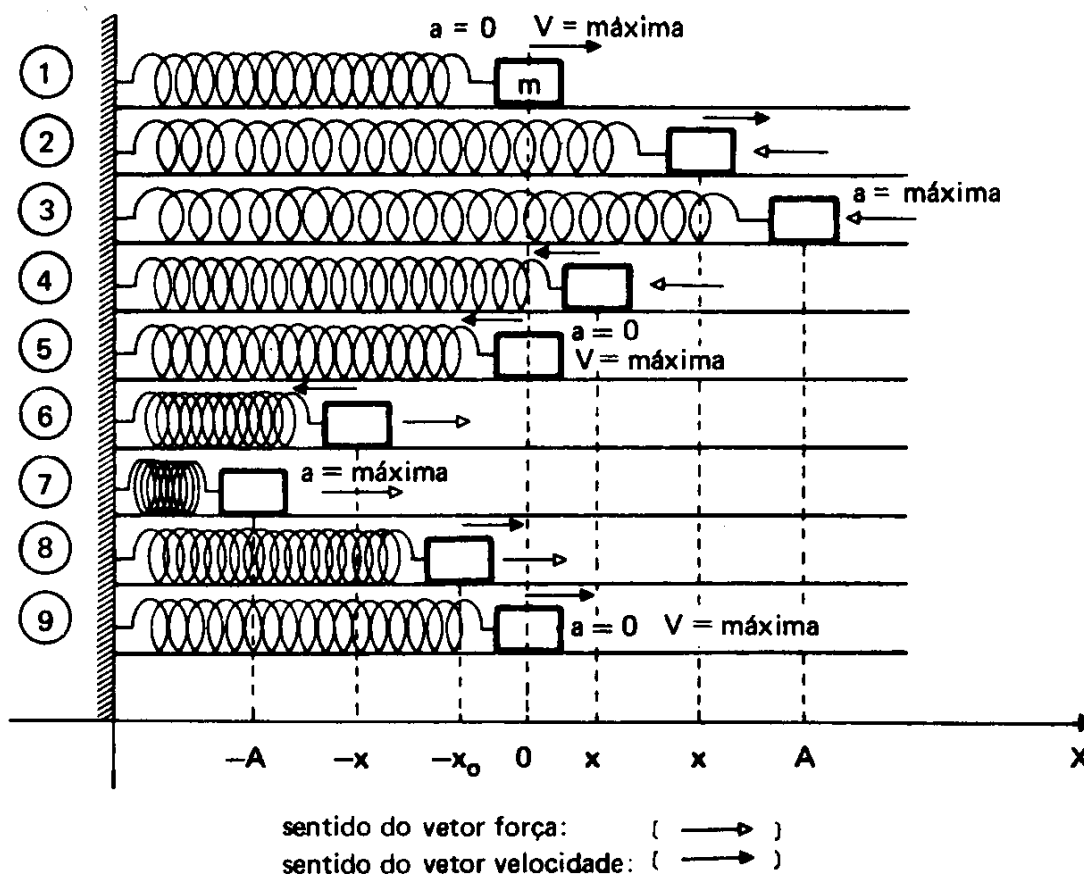 a = 0 V = máxima
1 m
2
3 a = máxima
4
5 a = 0
V = máxima
6
7 a = máxima
8
9 a = 0 V = máxima
−A −x −x₀ 0 x x A X
sentido do vetor força: ( )
sentido do vetor velocidade: ( )